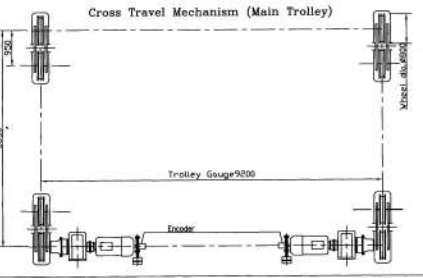 Cross Travel Mechanism (Main Trolley)
950
Wheel dia.ø800
Trolley Gauge9200
Encoder